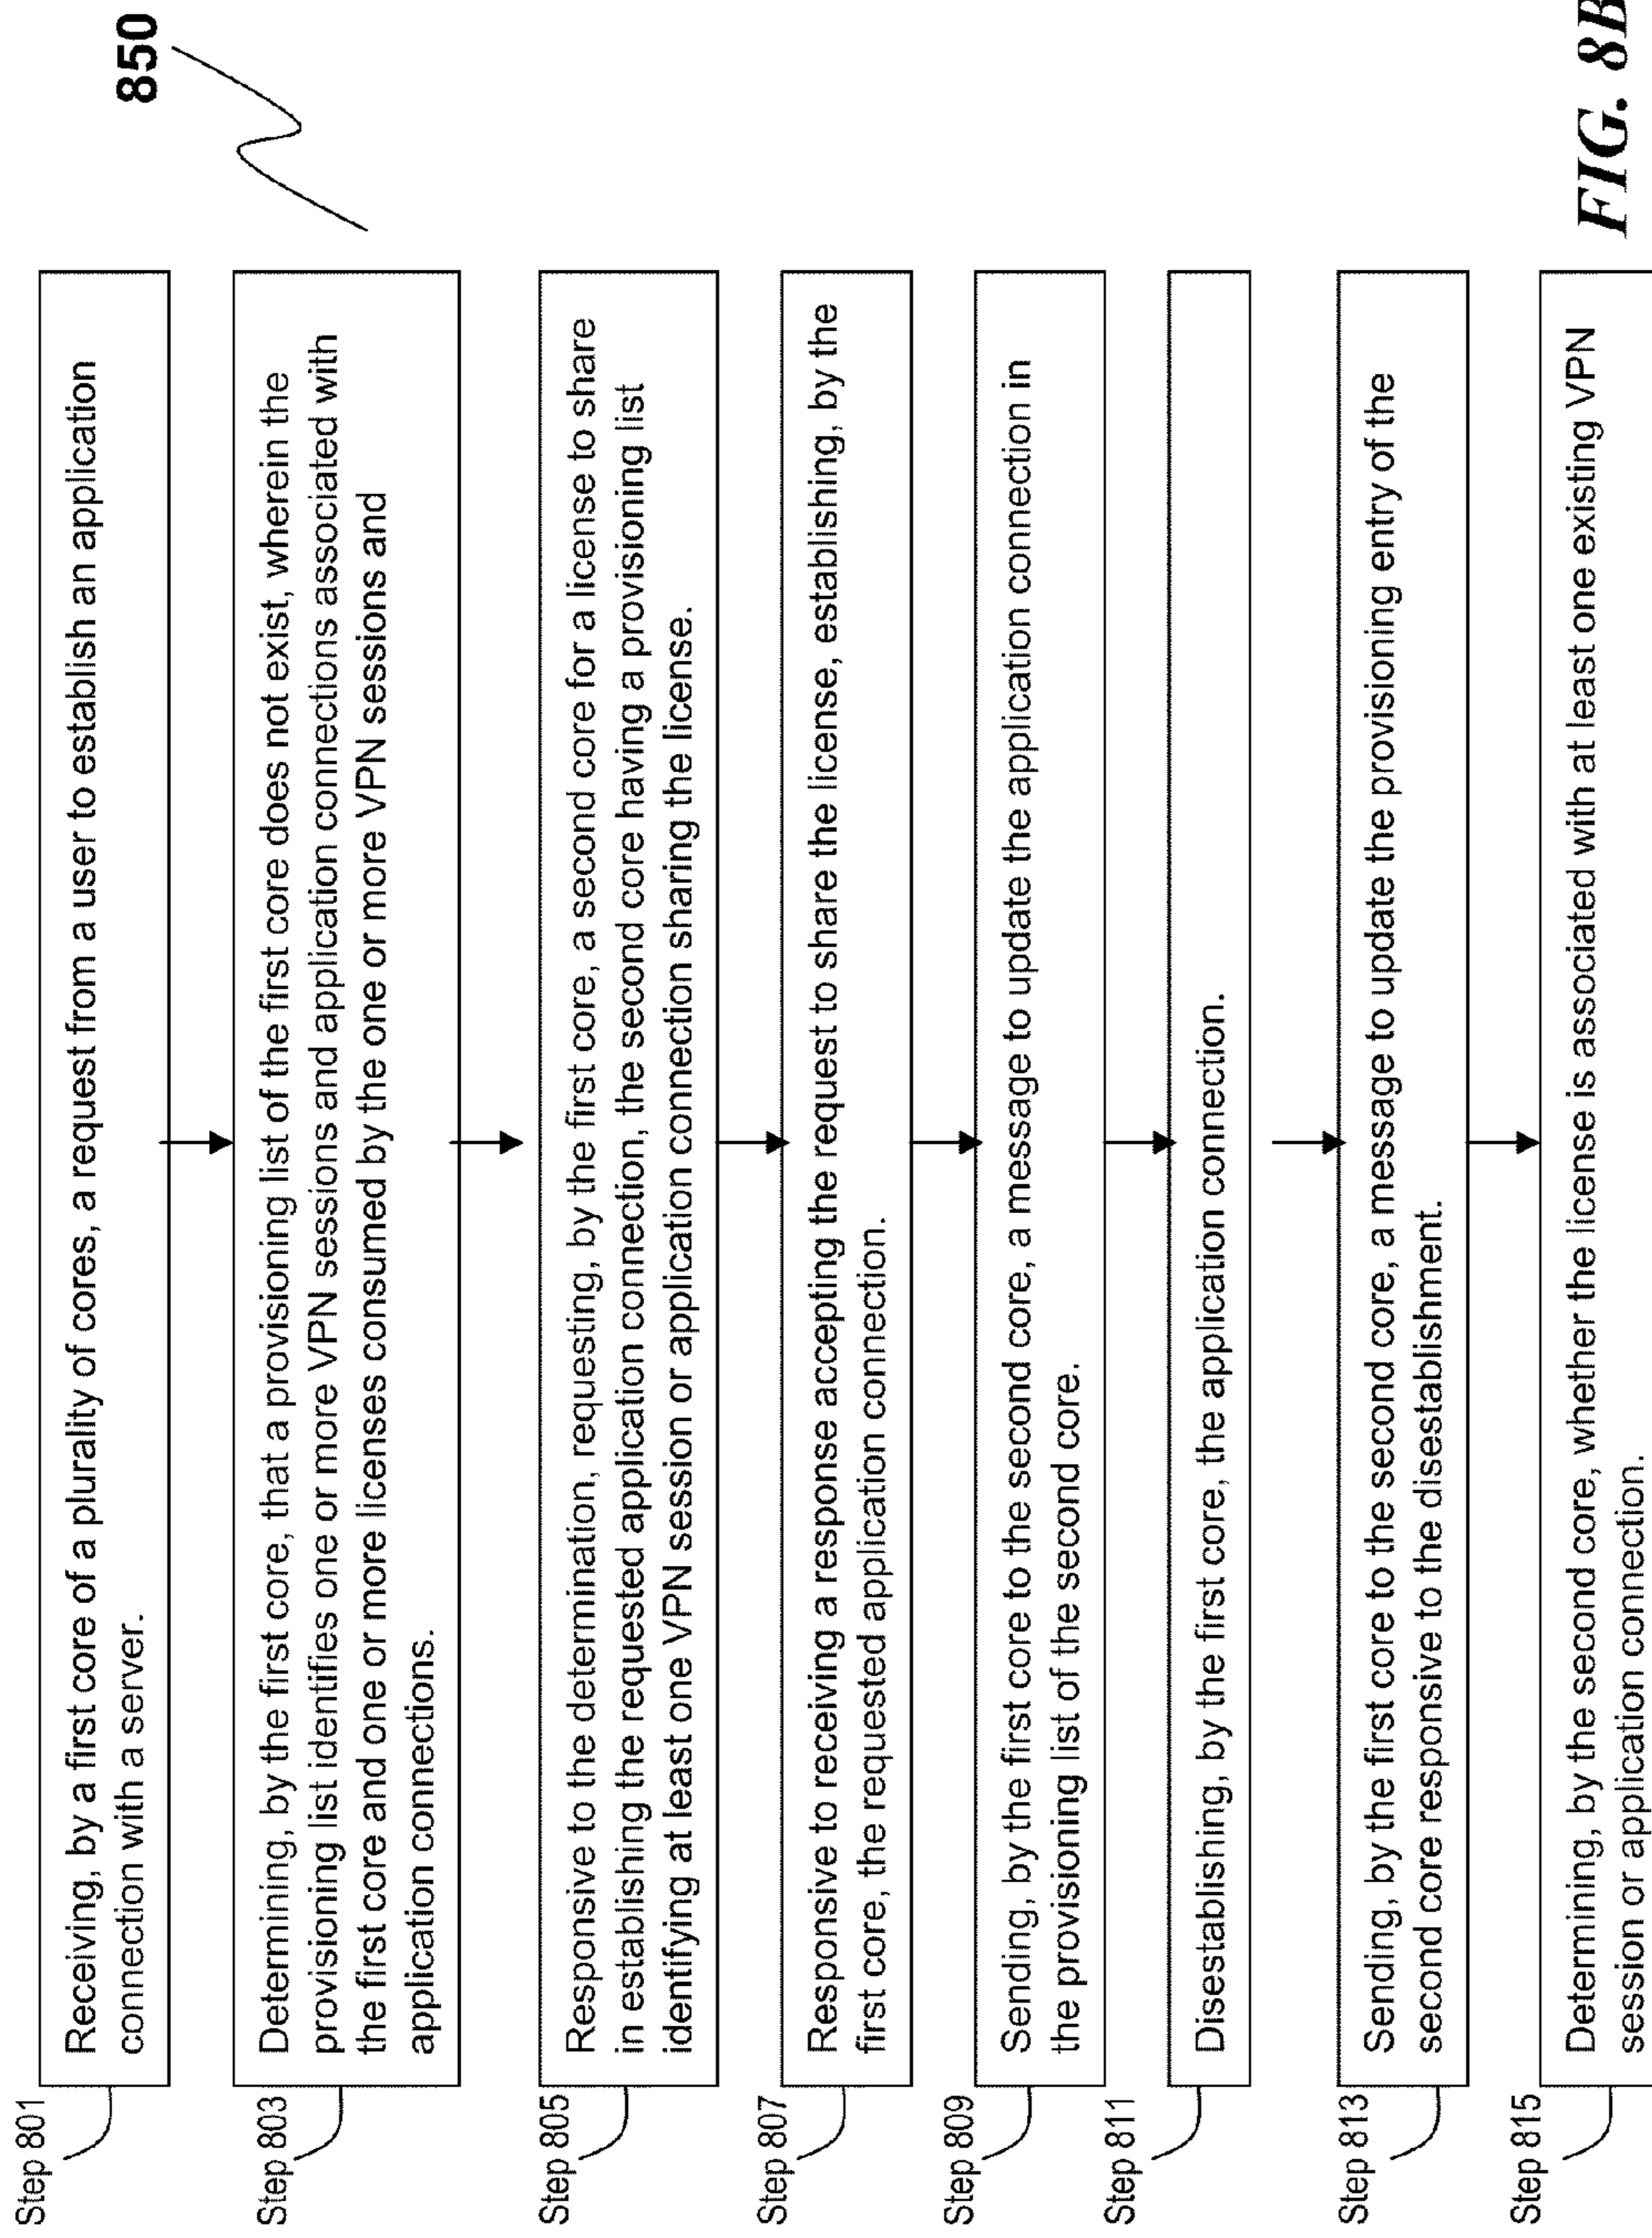 850
Step 801
Receiving, by a first core of a plurality of cores, a request from a user to establish an application
connection with a server.
Step 803
Determining, by the first core, that a provisioning list of the first core does not exist, wherein the
provisioning list identifies one or more VPN sessions and application connections associated with
the first core and one or more licenses consumed by the one or more VPN sessions and
application connections.
Step 805
Responsive to the determination, requesting, by the first core, a second core for a license to share
in establishing the requested application connection, the second core having a provisioning list
identifying at least one VPN session or application connection sharing the license.
Step 807
Responsive to receiving a response accepting the request to share the license, establishing, by the
first core, the requested application connection.
Step 809
Sending, by the first core to the second core, a message to update the application connection in
the provisioning list of the second core.
Step 811
Disestablishing, by the first core, the application connection.
Step 813
Sending, by the first core to the second core, a message to update the provisioning entry of the
second core responsive to the disestablishment.
Step 815
Determining, by the second core, whether the license is associated with at least one existing VPN
session or application connection.
FIG. 8B